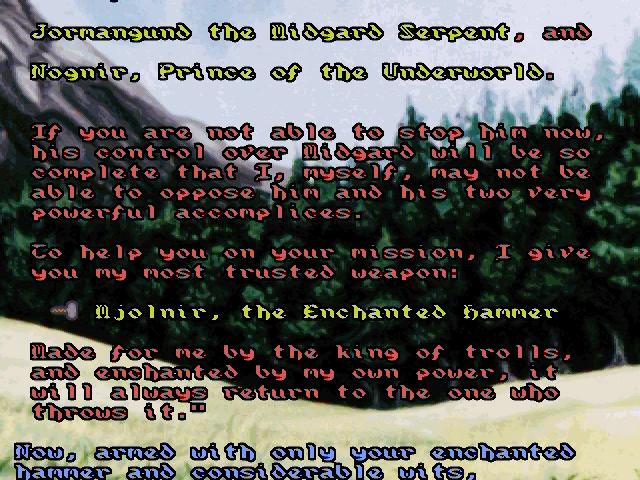 Jormangund the Midgard Serpent, and
Nognir, Prince of the Underworld.
If you are not able to stop him now,
his control over Midgard will be so
complete that I, myself, may not be
able to oppose him and his two very
powerful accomplices.
To help you on your mission, I give
you my most trusted weapon:
Mjolnir, the Enchanted Hammer
Made for me by the king of trolls,
and enchanted by my own power, it
will always return to the one who
throws it."
Now, armed with only your enchanted
hammer and considerable wits,